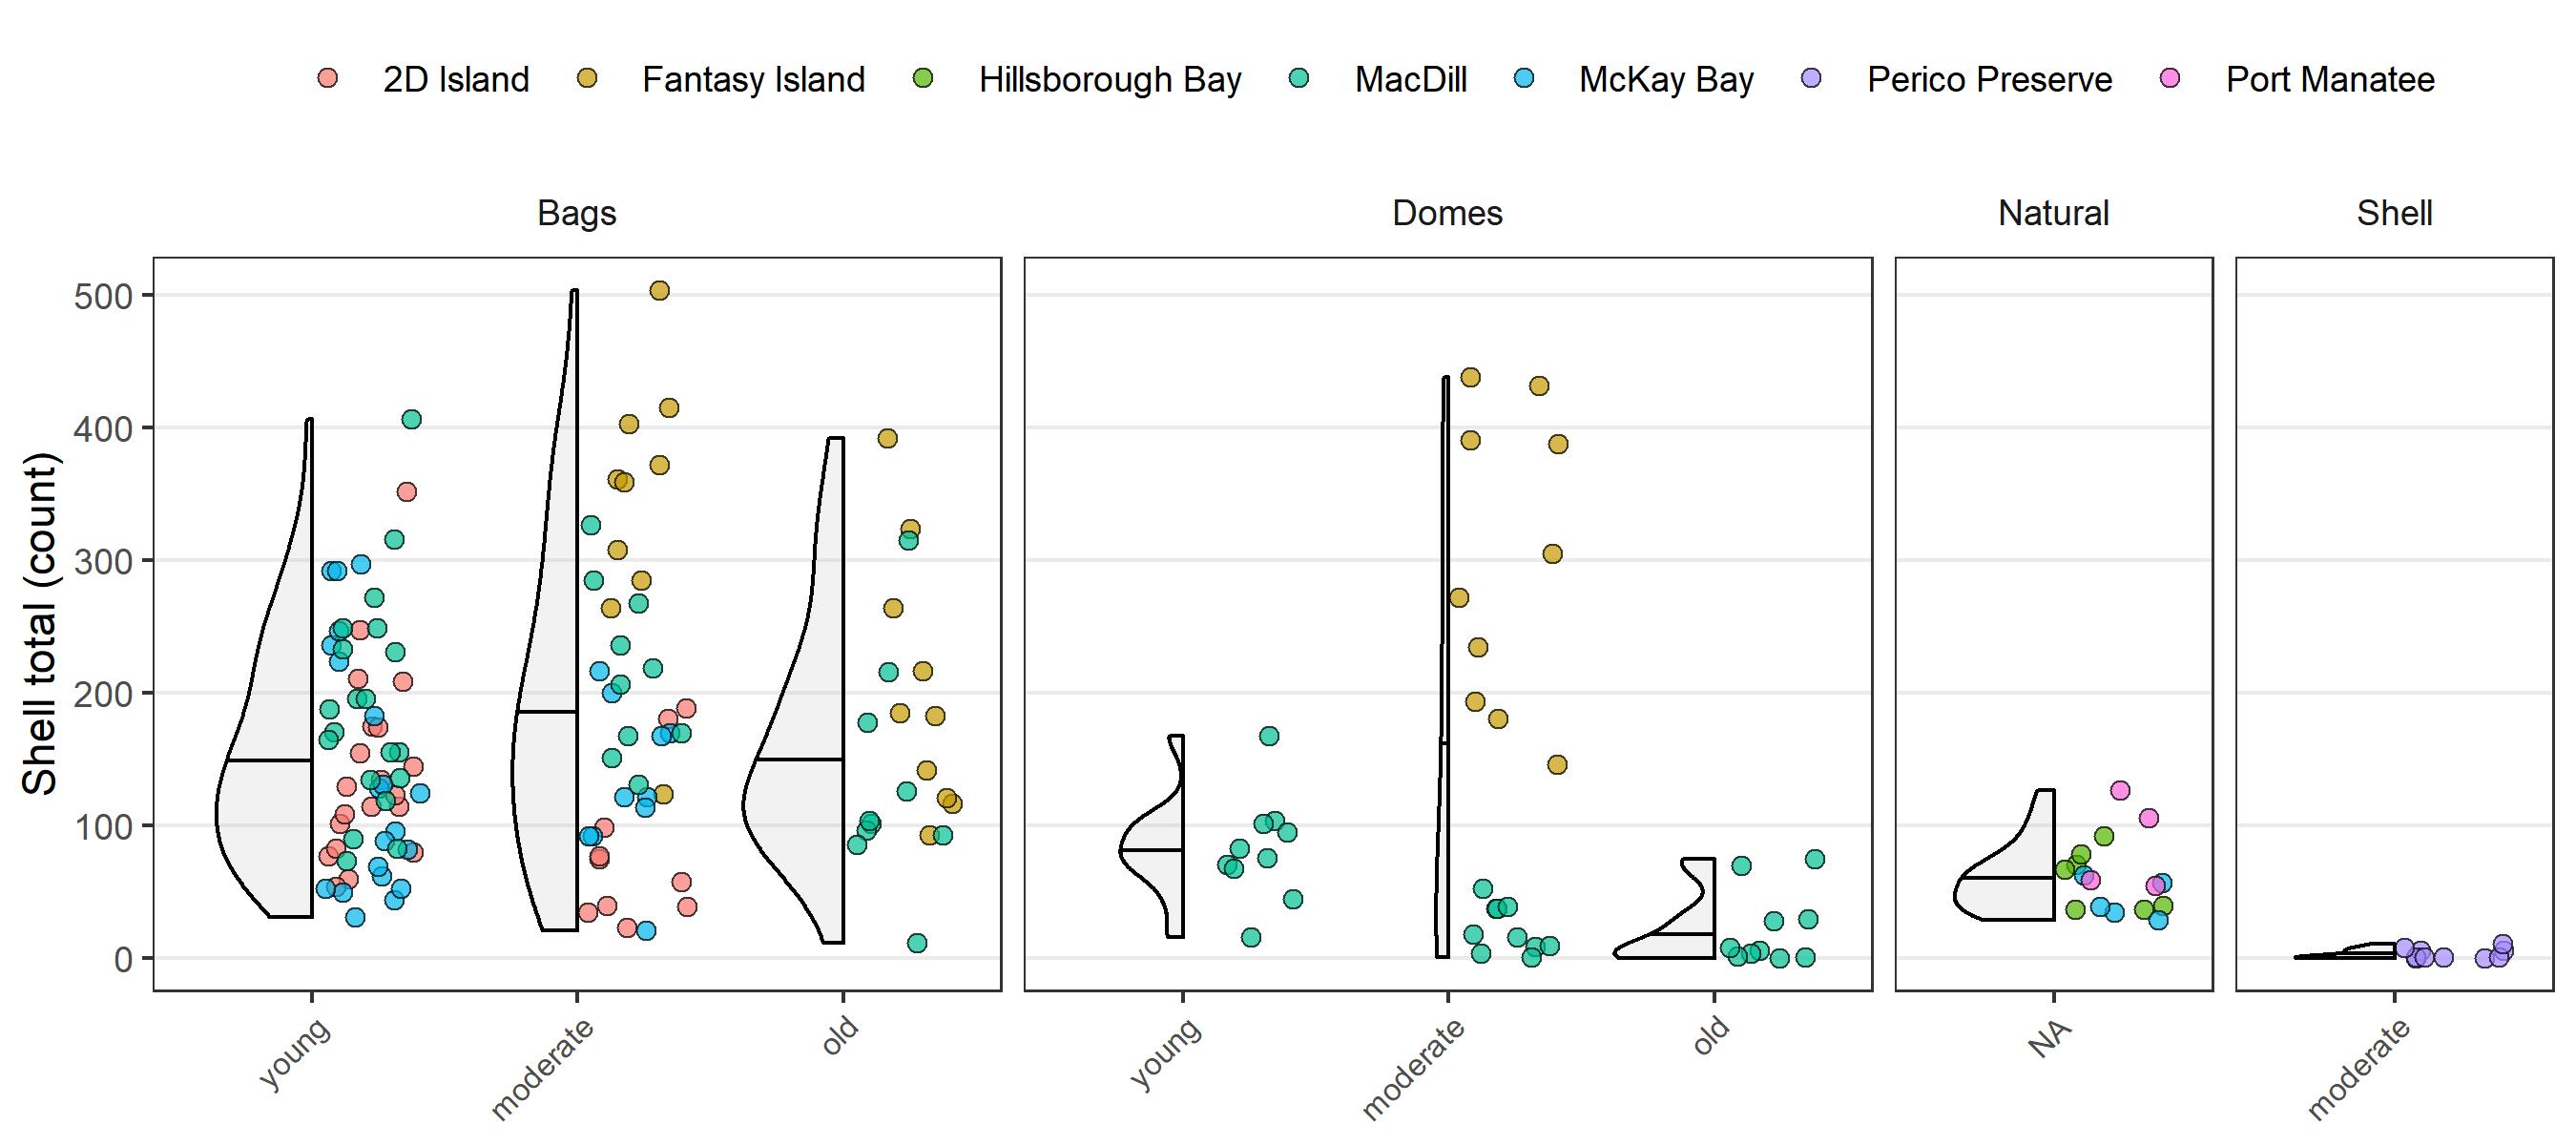 2D Island Fantasy Island Hillsborough Bay MacDill McKay Bay Perico Preserve Port Manatee
Bags Domes Natural Shell
Shell total (count)
500
400
300
200
100
0
young moderate old young moderate old NA moderate